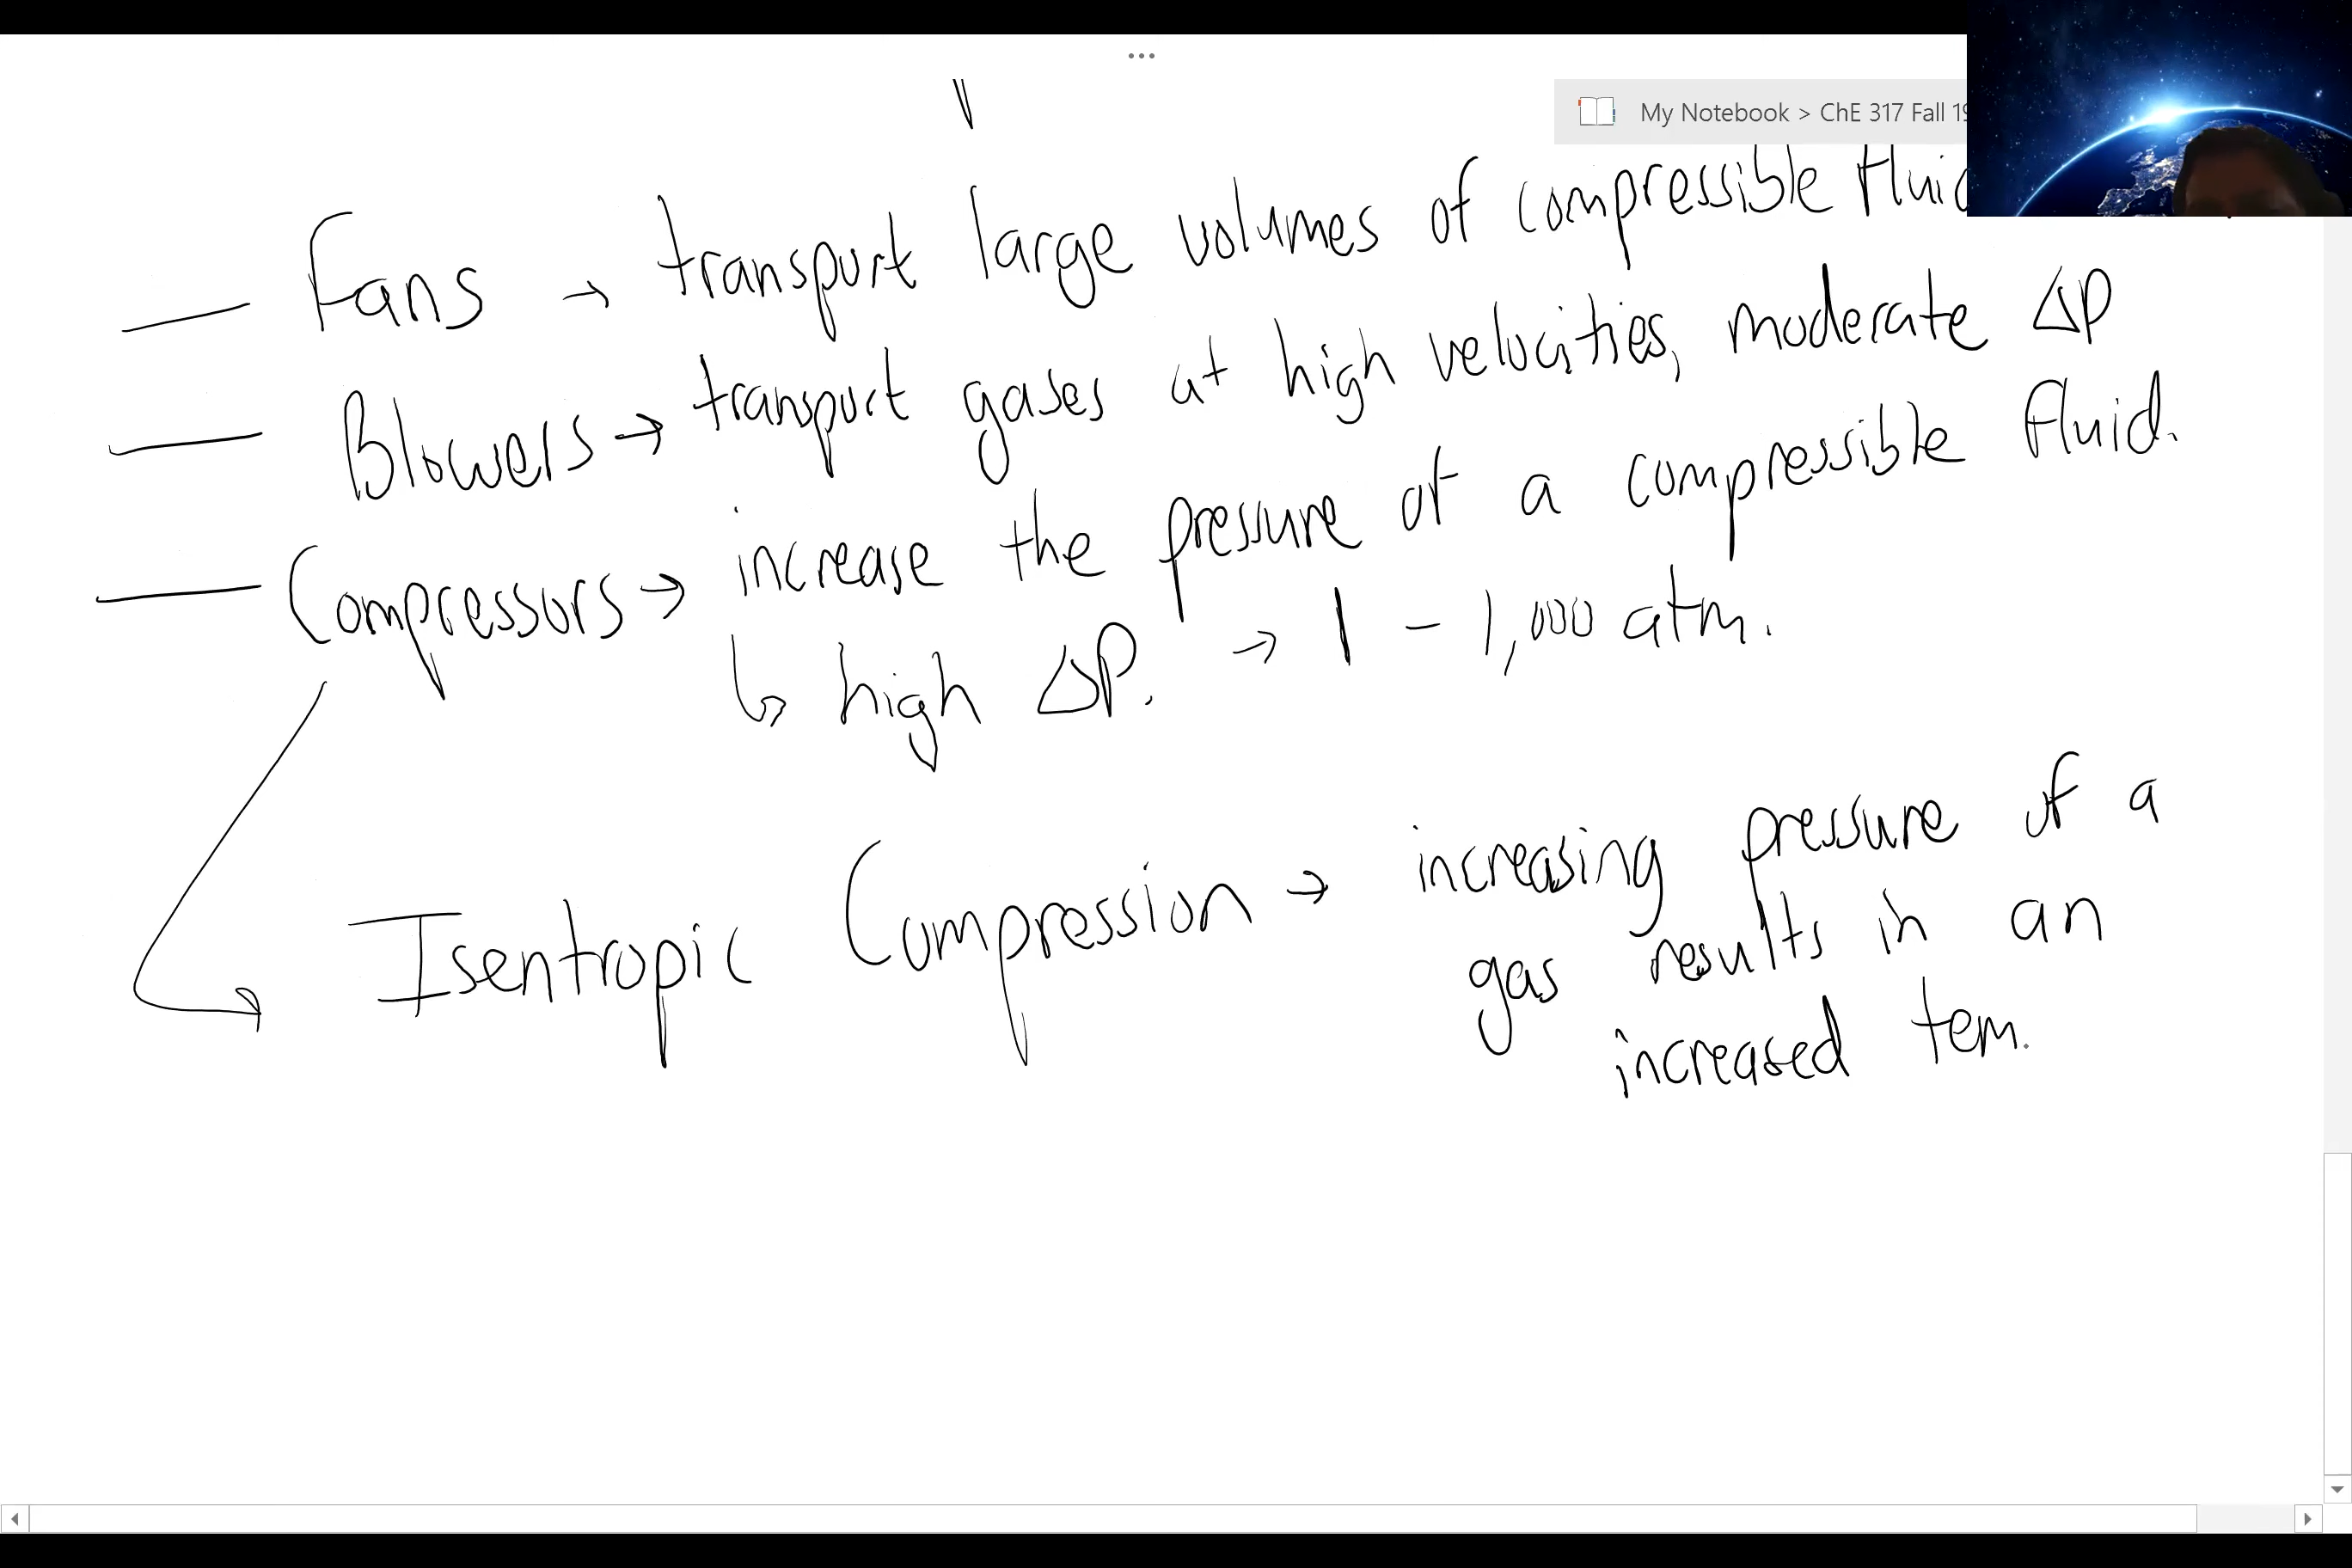 My Notebook > ChE 317 Fall 19
— Fans → transport large volumes of compressible fluid
— Blowers → transport gases at high velocities, moderate ΔP
— Compressors → increase the pressure of a compressible fluid.
↳ high ΔP. → 1 - 1,000 atm.
Isentropic Compression → increasing pressure of a
gas results in an
increased tem.